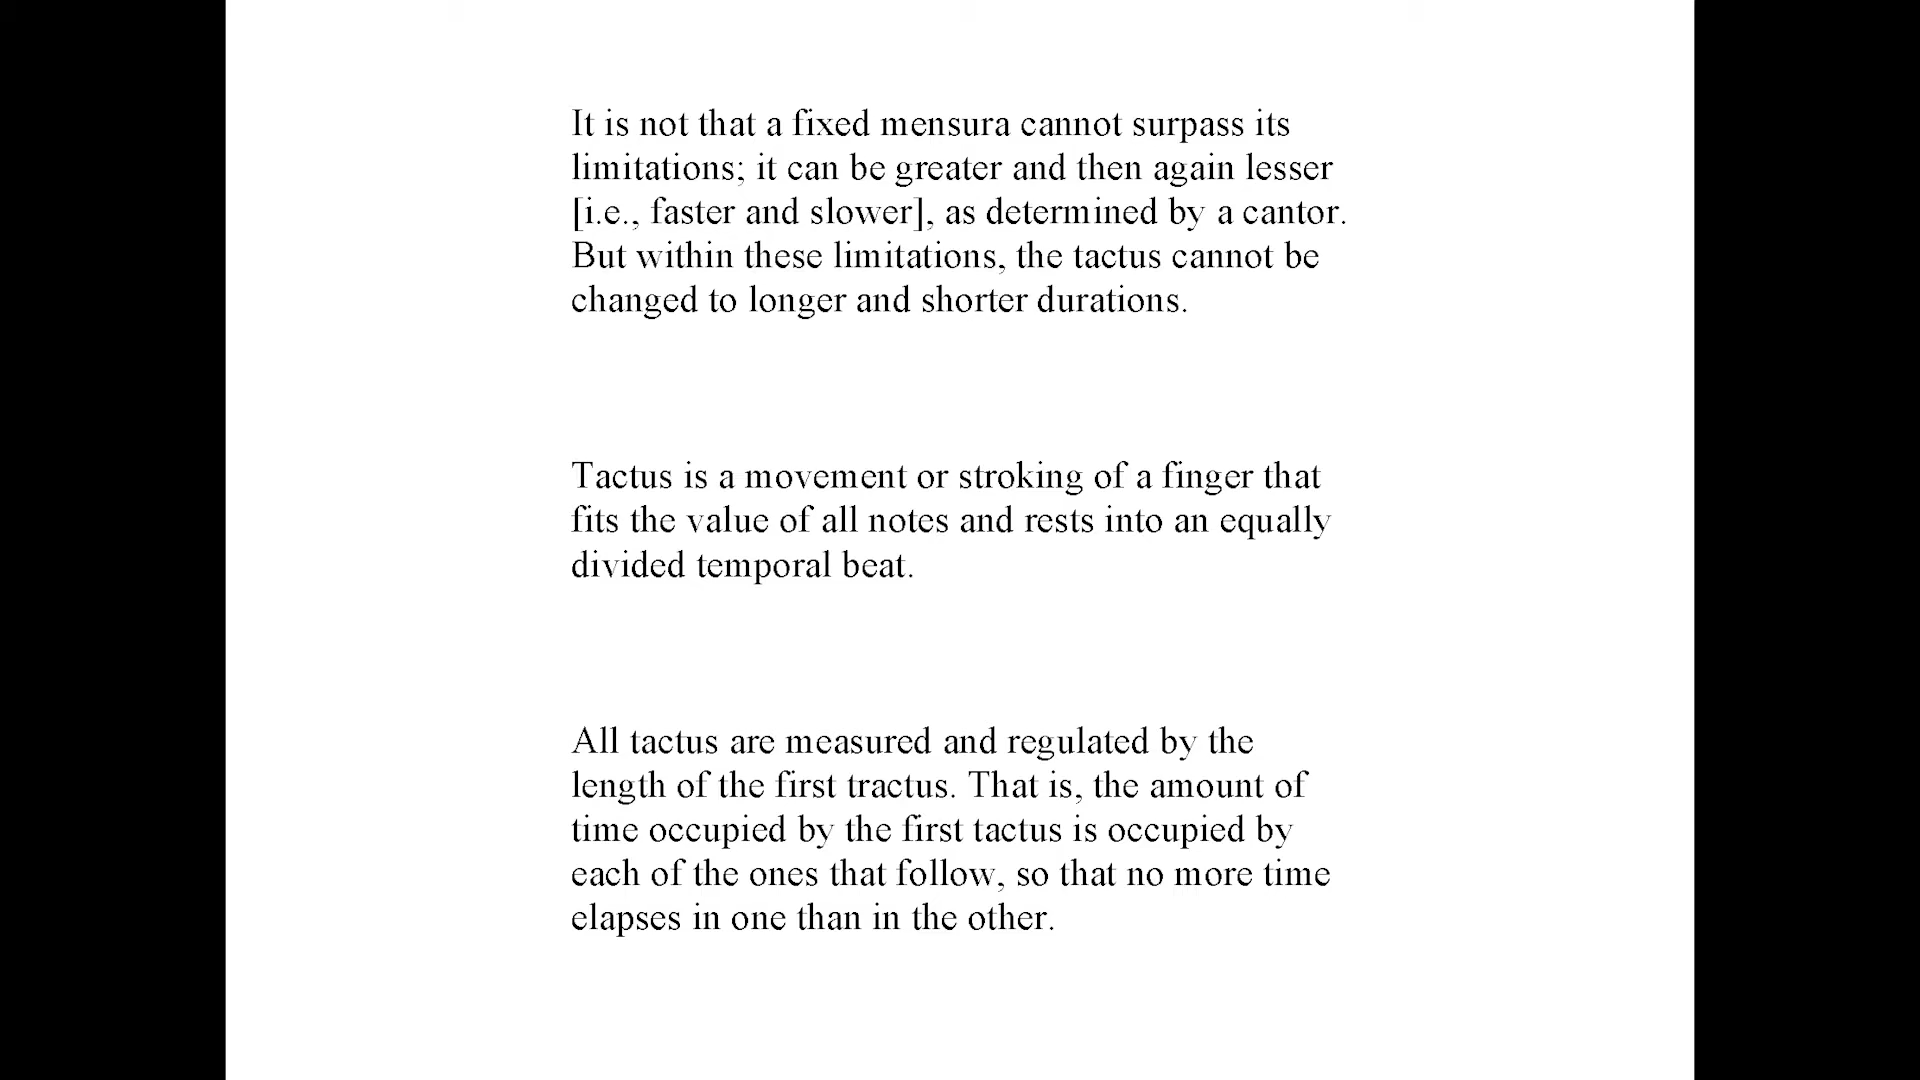 It is not that a fixed mensura cannot surpass its
limitations; it can be greater and then again lesser
[i.e., faster and slower], as determined by a cantor.
But within these limitations, the tactus cannot be
changed to longer and shorter durations.
Tactus is a movement or stroking of a finger that
fits the value of all notes and rests into an equally
divided temporal beat.
All tactus are measured and regulated by the
length of the first tractus. That is, the amount of
time occupied by the first tactus is occupied by
each of the ones that follow, so that no more time
elapses in one than in the other.